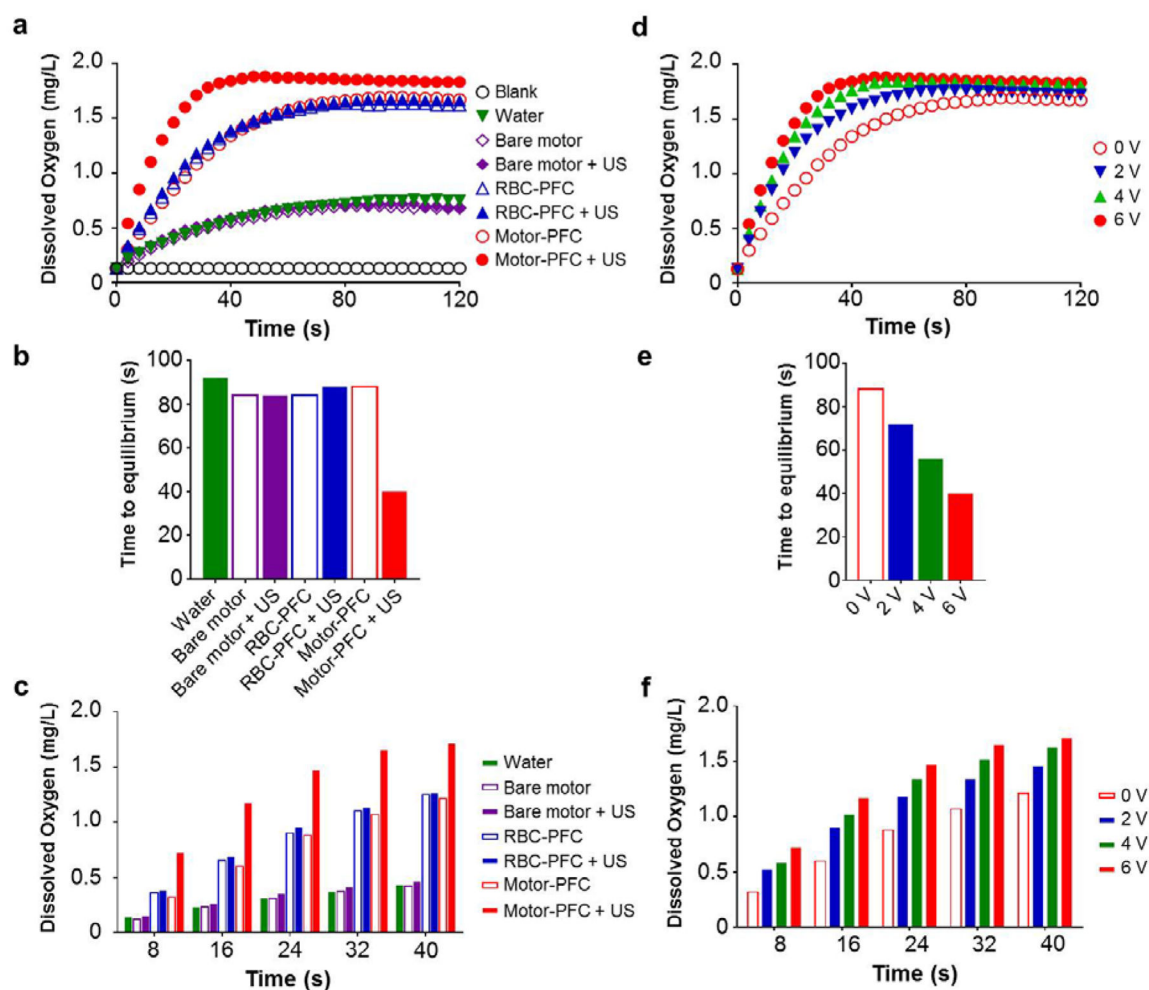 a
Dissolved Oxygen (mg/L)
2.0
1.5
1.0
0.5
0
0 40 80 120
Time (s)
Blank
Water
Bare motor
Bare motor + US
RBC-PFC
RBC-PFC + US
Motor-PFC
Motor-PFC + US
b
Time to equilibrium (s)
100
80
60
40
20
0
Water
Bare motor
Bare motor + US
RBC-PFC
RBC-PFC + US
Motor-PFC
Motor-PFC + US
c
Dissolved Oxygen (mg/L)
2.0
1.5
1.0
0.5
0
8 16 24 32 40
Time (s)
Water
Bare motor
Bare motor + US
RBC-PFC
RBC-PFC + US
Motor-PFC
Motor-PFC + US
d
Dissolved Oxygen (mg/L)
2.0
1.5
1.0
0.5
0
0 40 80 120
Time (s)
0 V
2 V
4 V
6 V
e
Time to equilibrium (s)
100
80
60
40
20
0
0 V
2 V
4 V
6 V
f
Dissolved Oxygen (mg/L)
2.0
1.5
1.0
0.5
0
8 16 24 32 40
Time (s)
0 V
2 V
4 V
6 V